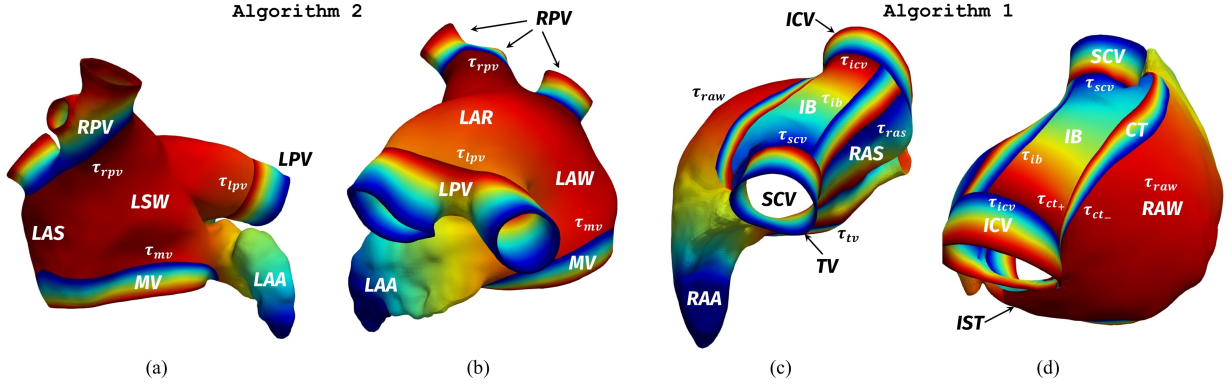 Algorithm 2
Algorithm 1
RPV
τrpv
LPV
τlpv
LSW
LAS
τmv
MV
LAA
(a)
RPV
τrpv
LAR
τlpv
LPV
LAW
τmv
MV
LAA
(b)
ICV
τicv
τraw
IB
τib
τscv
τras
RAS
SCV
τtv
TV
RAA
(c)
SCV
τscv
IB
CT
τib
τraw
RAW
τct+
τct−
τicv
ICV
IST
(d)